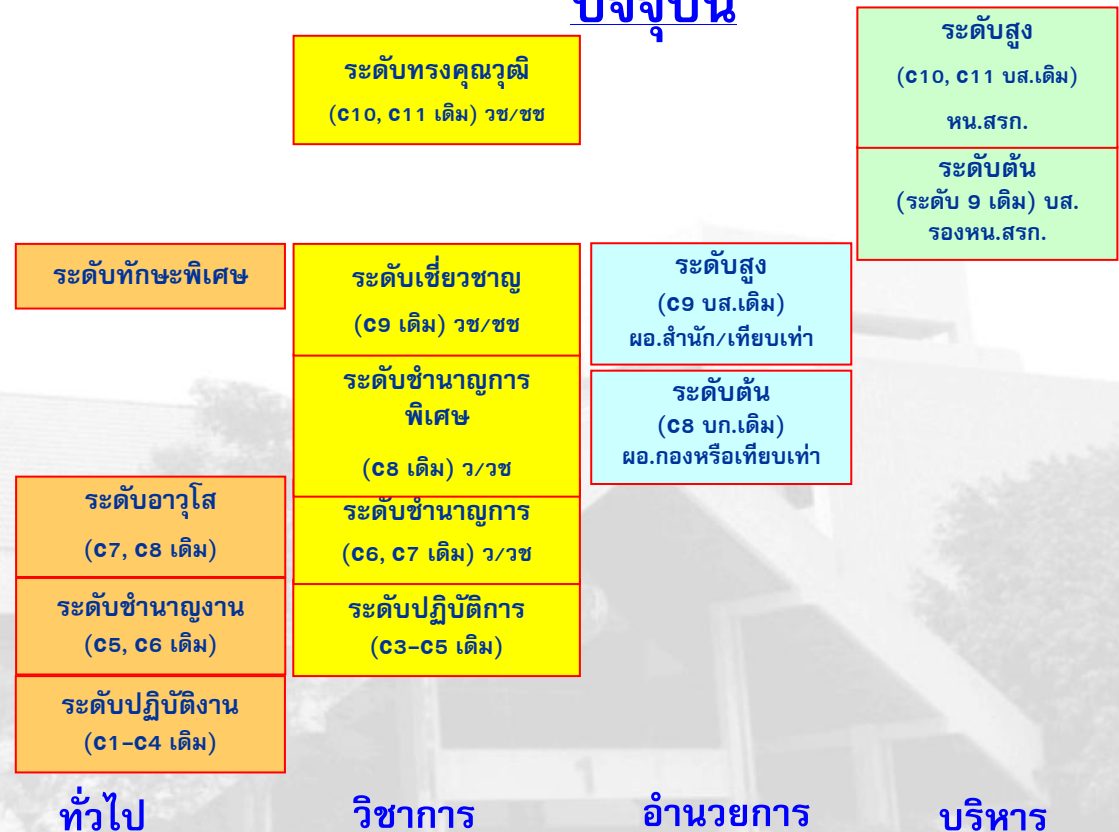 ปัจจุบัน
ระดับทรงคุณวุฒิ
(C10, C11 เดิม) วช/ชช
ระดับสูง
(C10, C11 บส.เดิม)
หน.สรก.
ระดับต้น
(ระดับ 9 เดิม) บส.
รองหน.สรก.
ระดับทักษะพิเศษ
ระดับเชี่ยวชาญ
(C9 เดิม) วช/ชช
ระดับสูง
(C9 บส.เดิม)
ผอ.สำนัก/เทียบเท่า
ระดับชำนาญการ
พิเศษ
(C8 เดิม) ว/วช
ระดับต้น
(C8 บก.เดิม)
ผอ.กองหรือเทียบเท่า
ระดับอาวุโส
(C7, C8 เดิม)
ระดับชำนาญการ
(C6, C7 เดิม) ว/วช
ระดับชำนาญงาน
(C5, C6 เดิม)
ระดับปฏิบัติการ
(C3-C5 เดิม)
ระดับปฏิบัติงาน
(C1-C4 เดิม)
ทั่วไป
วิชาการ
อำนวยการ
บริหาร